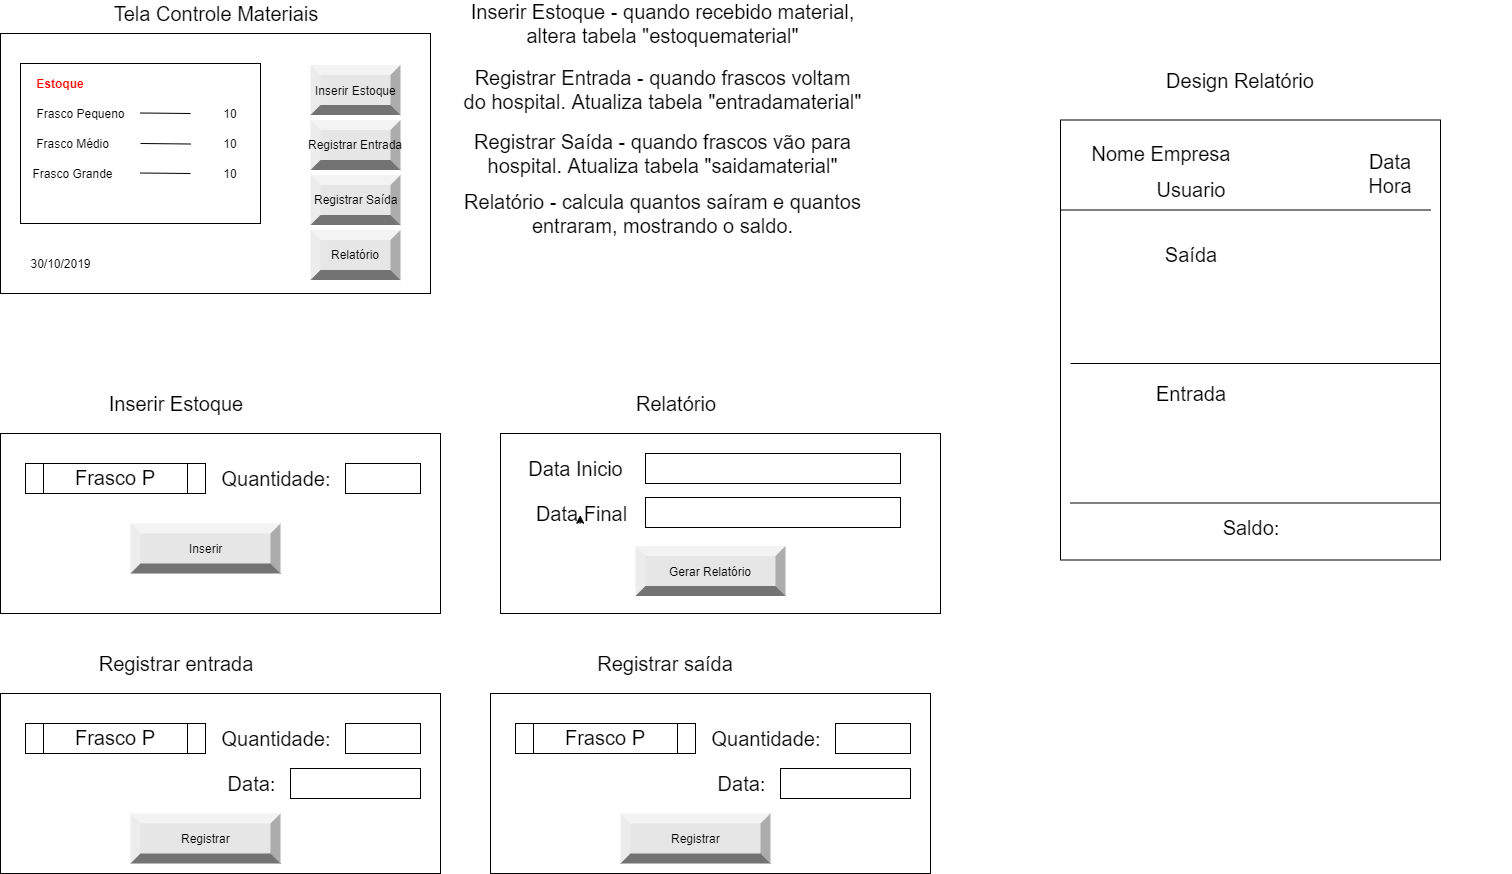 Tela Controle Materiais
Estoque
Frasco Pequeno 10
Frasco Médio 10
Frasco Grande 10
30/10/2019
Inserir Estoque
Registrar Entrada
Registrar Saída
Relatório
Inserir Estoque - quando recebido material,
altera tabela "estoquematerial"
Registrar Entrada - quando frascos voltam
do hospital. Atualiza tabela "entradamaterial"
Registrar Saída - quando frascos vão para
hospital. Atualiza tabela "saidamaterial"
Relatório - calcula quantos saíram e quantos
entraram, mostrando o saldo.
Design Relatório
Nome Empresa
Usuario
Data
Hora
Saída
Entrada
Saldo:
Inserir Estoque
Frasco P Quantidade:
Inserir
Relatório
Data Inicio
Data Final
Gerar Relatório
Registrar entrada
Frasco P Quantidade:
Data:
Registrar
Registrar saída
Frasco P Quantidade:
Data:
Registrar